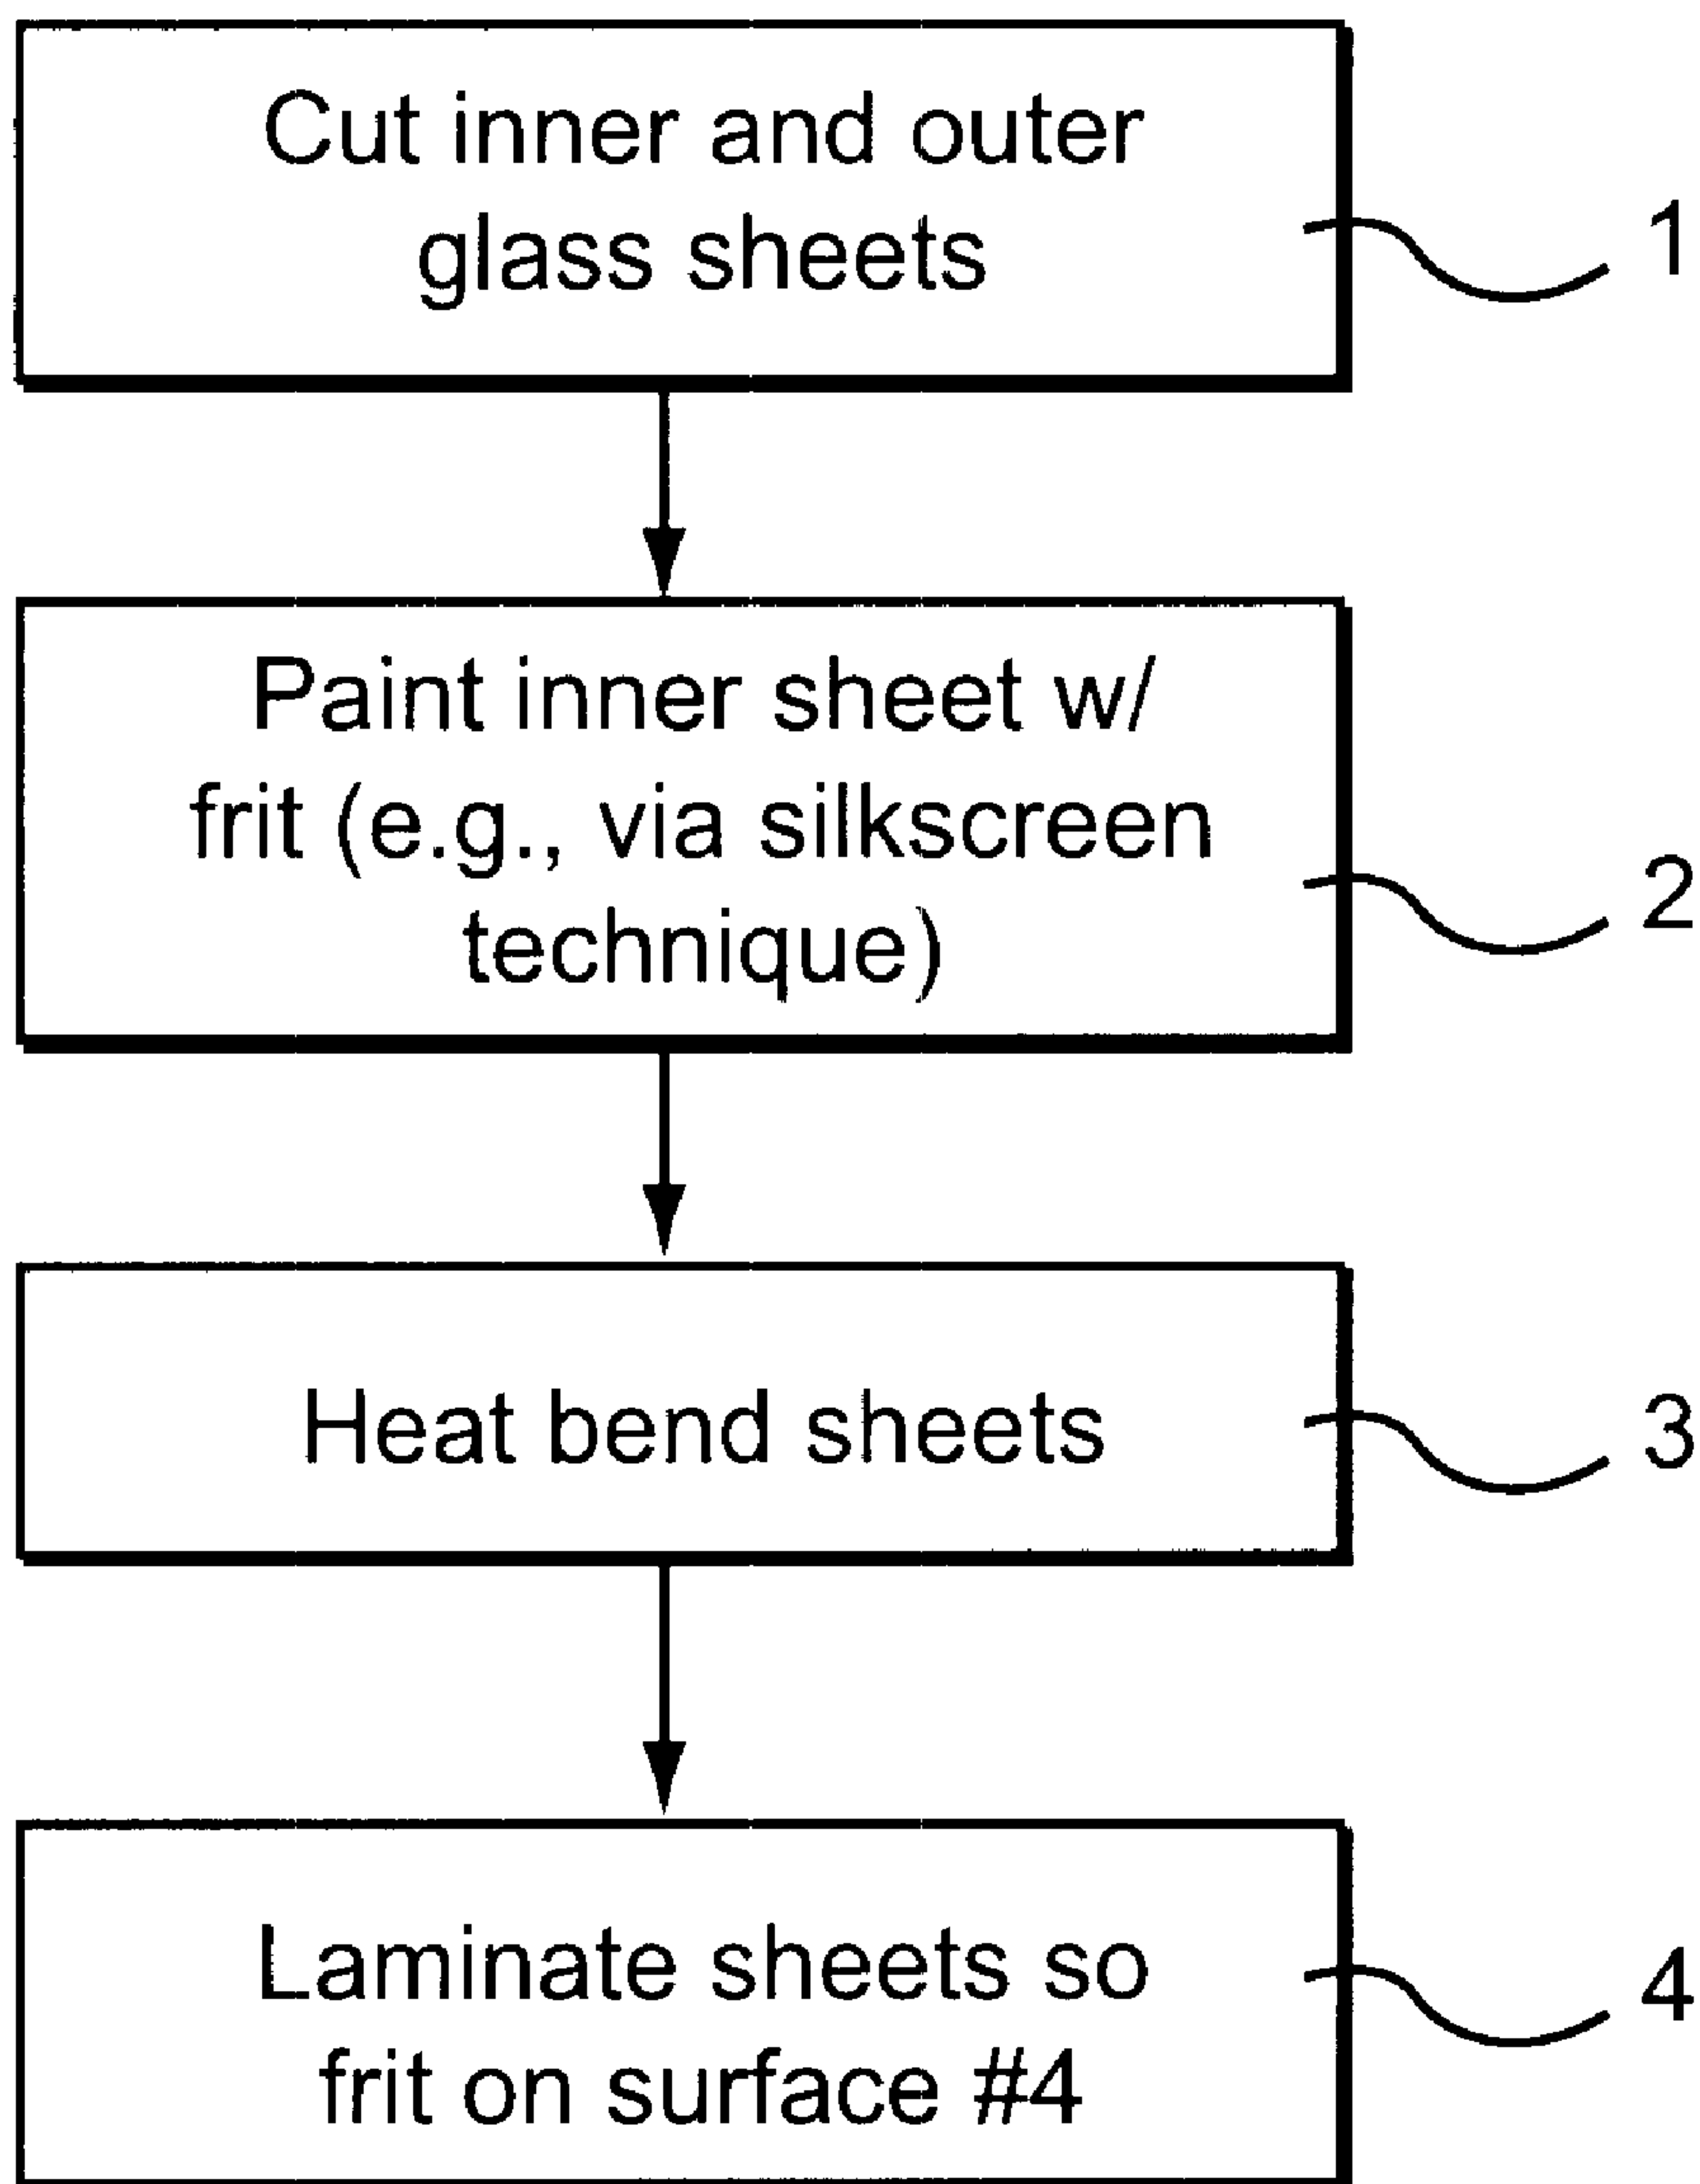 Cut inner and outer
glass sheets
1
Paint inner sheet w/
frit (e.g., via silkscreen
technique)
2
Heat bend sheets
3
Laminate sheets so
frit on surface #4
4